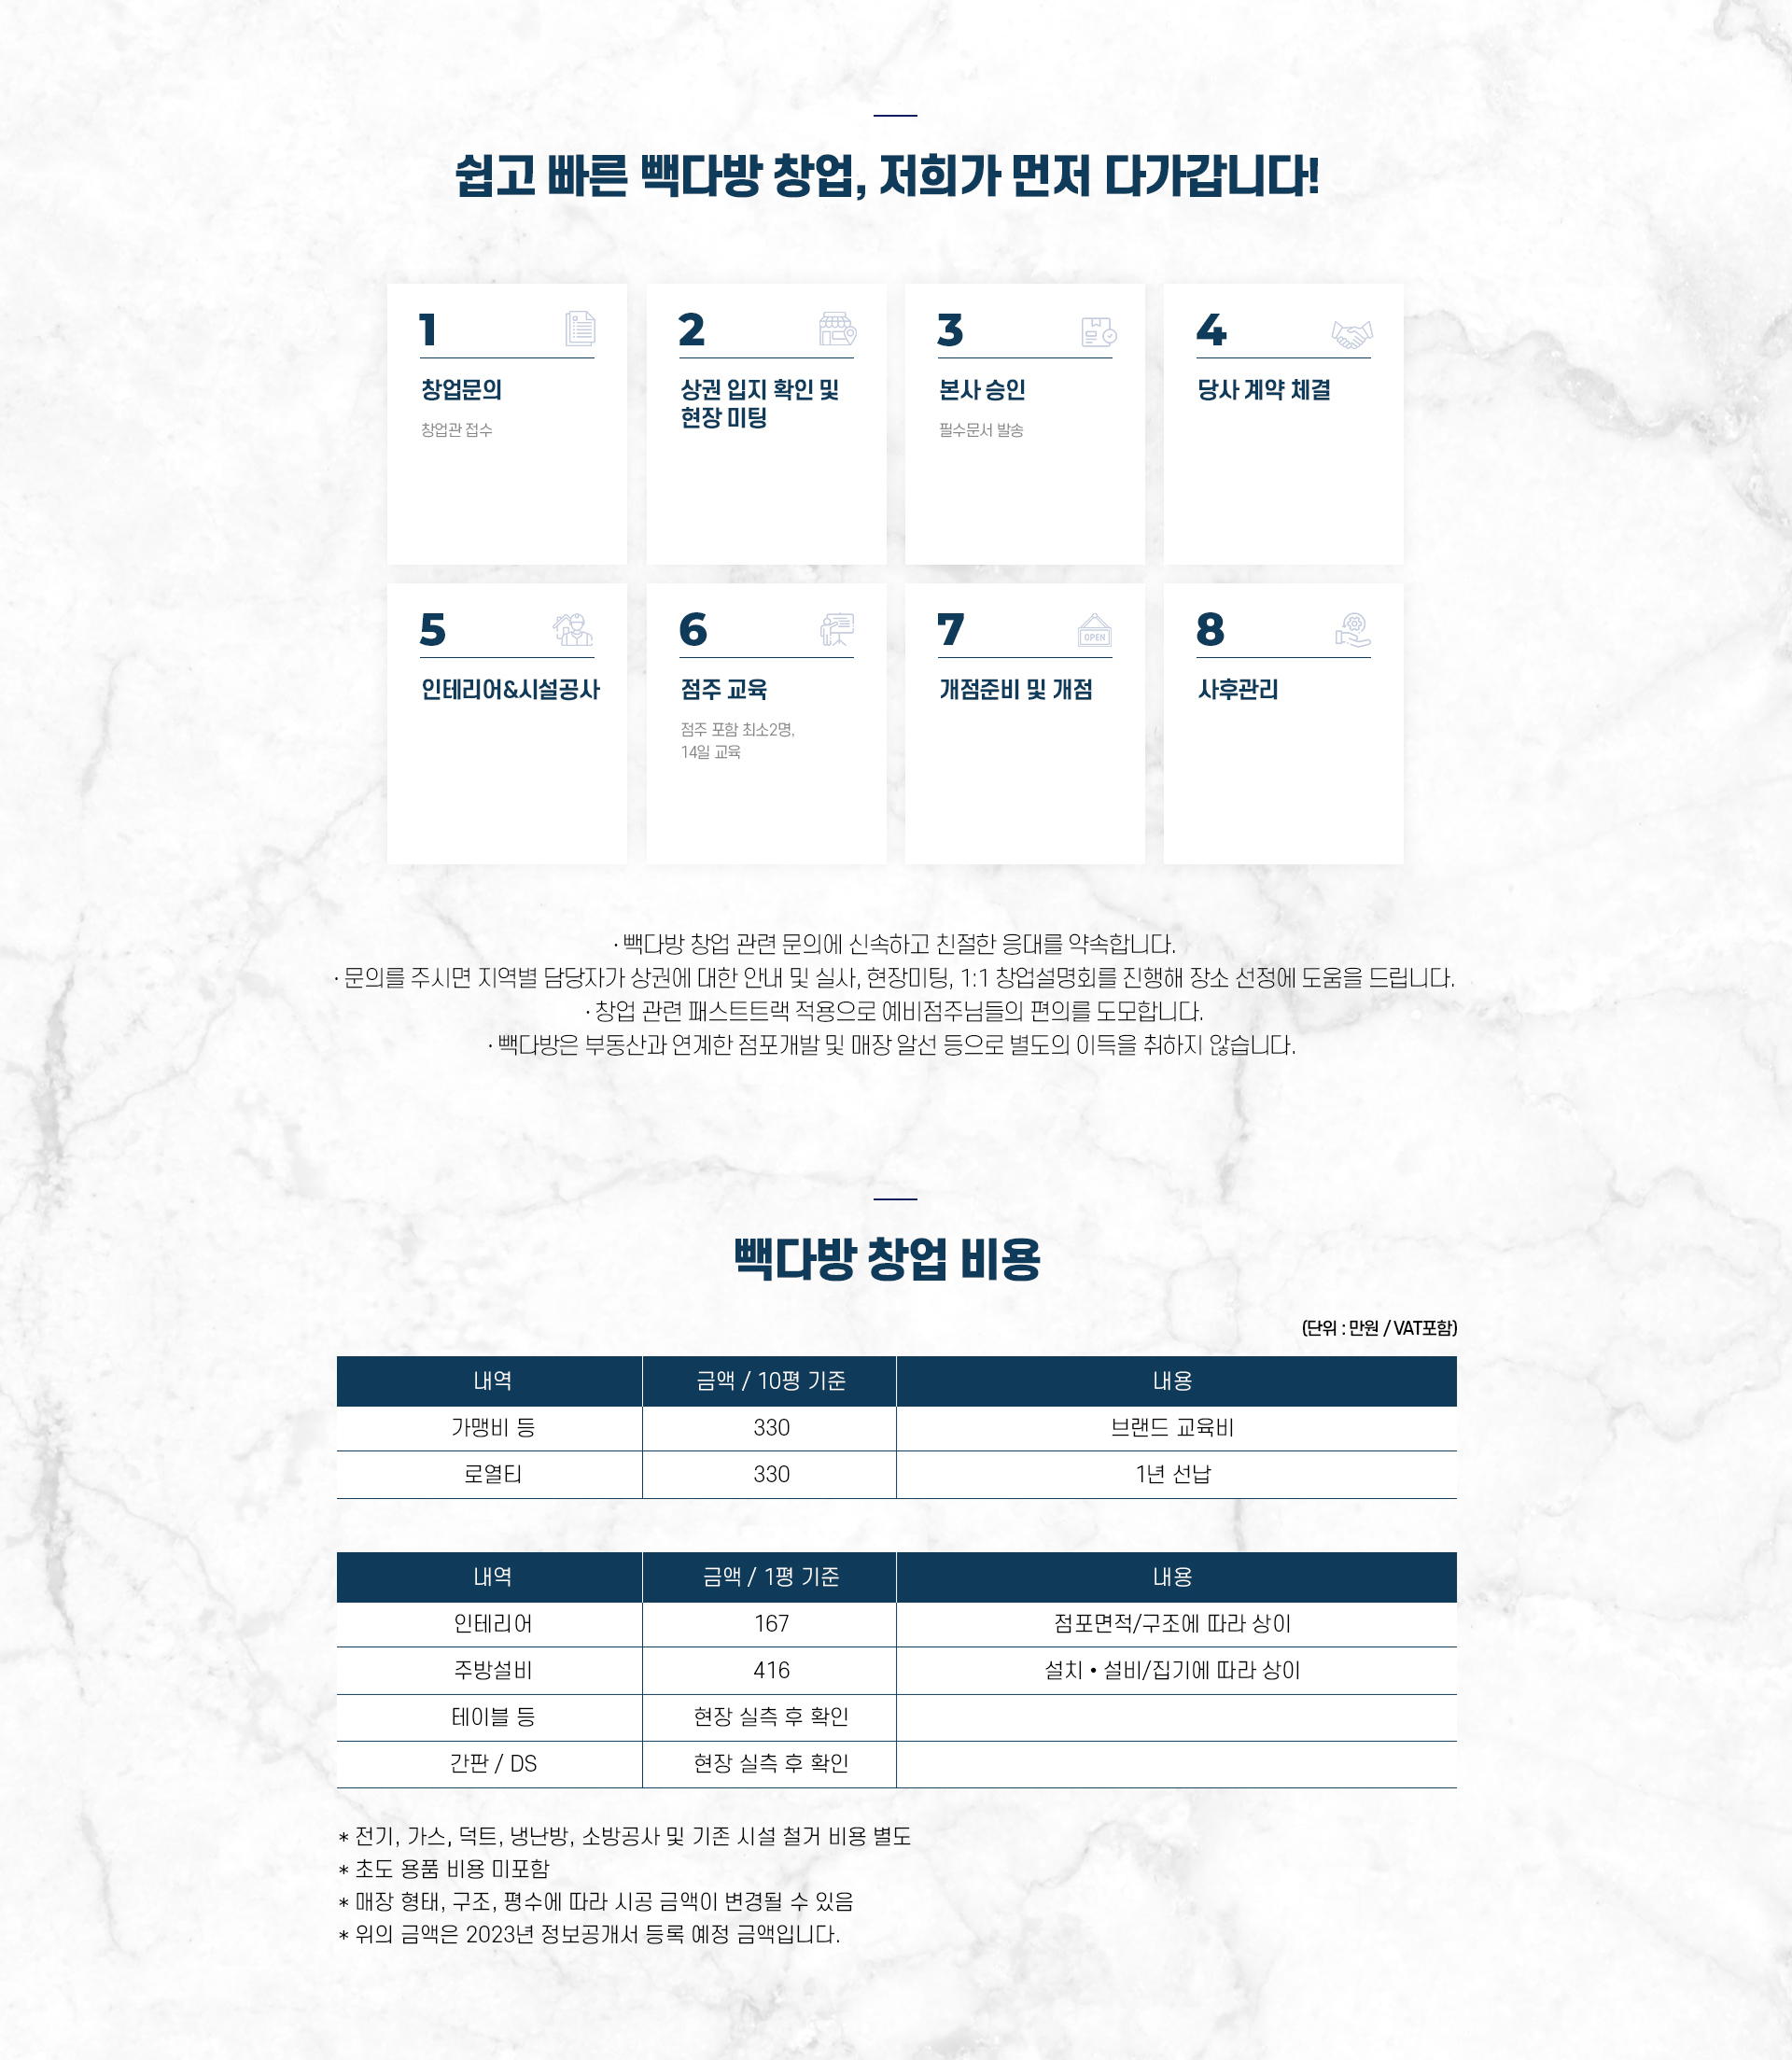 쉽고 빠른 빽다방 창업, 저희가 먼저 다가갑니다!
1
창업문의
창업관 접수
2
상권 입지 확인 및
현장 미팅
3
본사 승인
필수문서 발송
4
당사 계약 체결
5
인테리어&시설공사
6
점주 교육
점주 포함 최소2명,
14일 교육
7
OPEN
개점준비 및 개점
8
사후관리
· 빽다방 창업 관련 문의에 신속하고 친절한 응대를 약속합니다.
· 문의를 주시면 지역별 담당자가 상권에 대한 안내 및 실사, 현장미팅, 1:1 창업설명회를 진행해 장소 선정에 도움을 드립니다.
· 창업 관련 패스트트랙 적용으로 예비점주님들의 편의를 도모합니다.
· 빽다방은 부동산과 연계한 점포개발 및 매장 알선 등으로 별도의 이득을 취하지 않습니다.
빽다방 창업 비용
(단위 : 만원 / VAT포함)
내역 금액 / 10평 기준 내용
가맹비 등 330 브랜드 교육비
로열티 330 1년 선납
내역 금액 / 1평 기준 내용
인테리어 167 점포면적/구조에 따라 상이
주방설비 416 설치 • 설비/집기에 따라 상이
테이블 등 현장 실측 후 확인
간판 / DS 현장 실측 후 확인
* 전기, 가스, 덕트, 냉난방, 소방공사 및 기존 시설 철거 비용 별도
* 초도 용품 비용 미포함
* 매장 형태, 구조, 평수에 따라 시공 금액이 변경될 수 있음
* 위의 금액은 2023년 정보공개서 등록 예정 금액입니다.